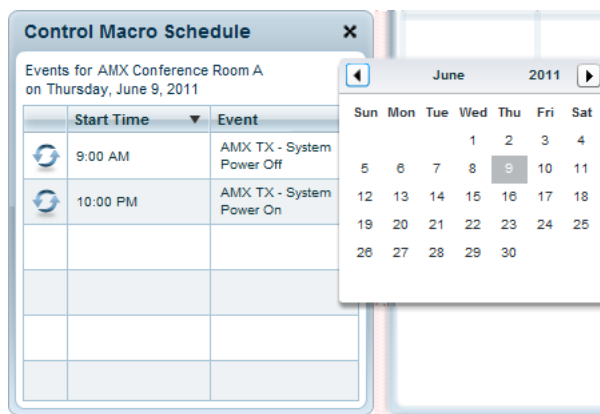 Control Macro Schedule
Events for AMX Conference Room A
on Thursday, June 9, 2011
Start Time Event
9:00 AM AMX TX - System
Power Off
10:00 PM AMX TX - System
Power On
June 2011
Sun Mon Tue Wed Thu Fri Sat
1 2 3 4
5 6 7 8 9 10 11
12 13 14 15 16 17 18
19 20 21 22 23 24 25
26 27 28 29 30